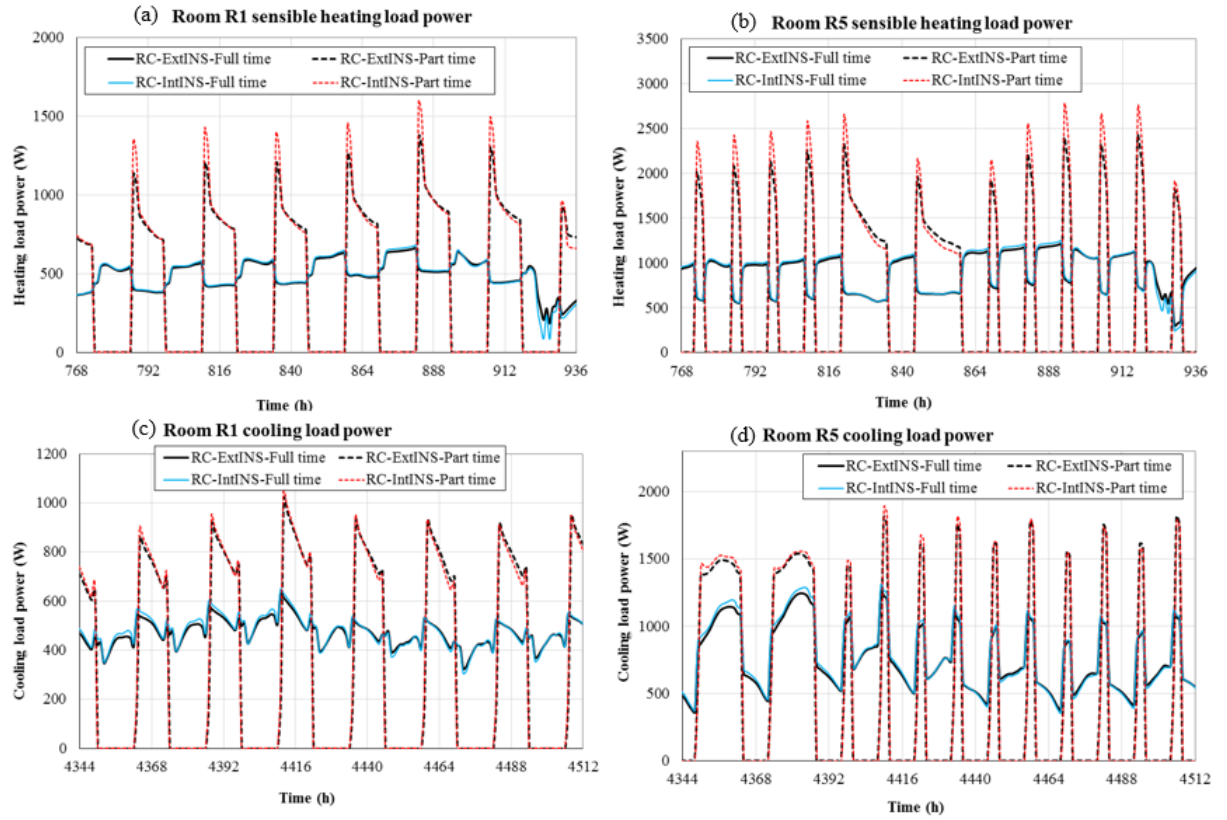 (a) Room R1 sensible heating load power
2000
1500
1000
500
0
Heating load power (W)
RC-ExtINS-Full time RC-ExtINS-Part time
RC-IntINS-Full time RC-IntINS-Part time
768 792 816 840 864 888 912 936
Time (h)
(b) Room R5 sensible heating load power
3500
3000
2500
2000
1500
1000
500
0
Heating load power (W)
RC-ExtINS-Full time RC-ExtINS-Part time
RC-IntINS-Full time RC-IntINS-Part time
768 792 816 840 864 888 912 936
Time (h)
(c) Room R1 cooling load power
1200
1000
800
600
400
200
0
Cooling load power (W)
RC-ExtINS-Full time RC-ExtINS-Part time
RC-IntINS-Full time RC-IntINS-Part time
4344 4368 4392 4416 4440 4464 4488 4512
Time (h)
(d) Room R5 cooling load power
2000
1500
1000
500
0
Cooling load power (W)
RC-ExtINS-Full time RC-ExtINS-Part time
RC-IntINS-Full time RC-IntINS-Part time
4344 4368 4392 4416 4440 4464 4488 4512
Time (h)